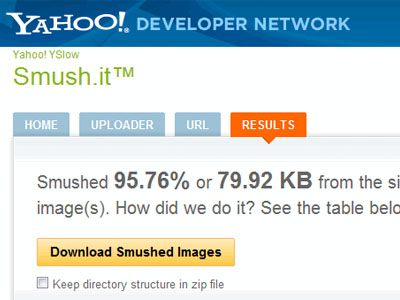 YAHOO! DEVELOPER NETWORK
Yahoo! YSlow
Smush.it™
HOME UPLOADER URL RESULTS
Smushed 95.76% or 79.92 KB from the si
image(s). How did we do it? See the table belo
Download Smushed Images
Keep directory structure in zip file